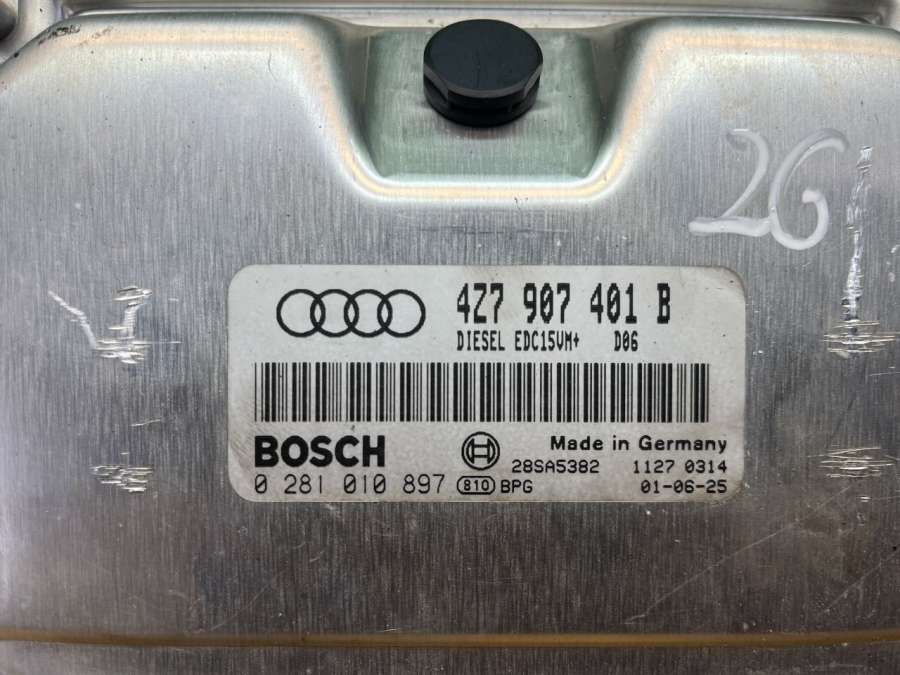 26
4Z7 907 401 B
DIESEL EDC15VM+ D06
BOSCH
Made in Germany
28SA5382 1127 0314
0 281 010 897 810 BPG 01-06-25